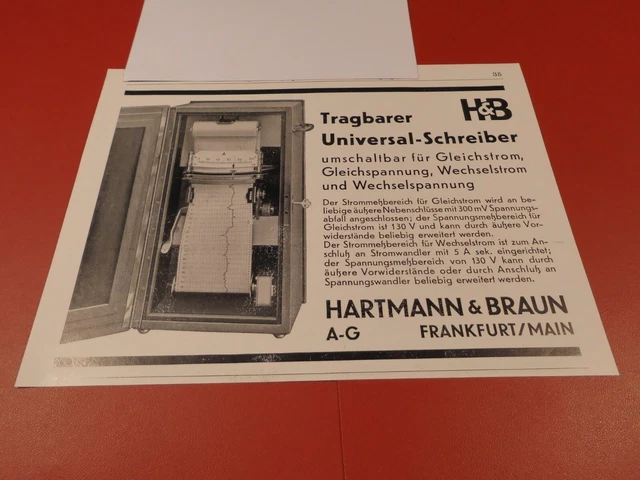 35
H&B
Tragbarer
Universal-Schreiber
umschaltbar für Gleichstrom,
Gleichspannung, Wechselstrom
und Wechselspannung
Der Strommeßbereich für Gleichstrom wird an be-
liebige äußere Nebenschlüsse mit 300 mV Spannungs-
abfall angeschlossen; der Spannungsmeßbereich für
Gleichstrom ist 130 V und kann durch äußere Vor-
widerstände beliebig erweitert werden.
Der Strommeßbereich für Wechselstrom ist zum An-
schluß an Stromwandler mit 5 A sek. eingerichtet;
der Spannungsmeßbereich von 130 V kann durch
äußere Vorwiderstände oder durch Anschluß an
Spannungswandler beliebig erweitert werden.
HARTMANN & BRAUN
A-G FRANKFURT/MAIN